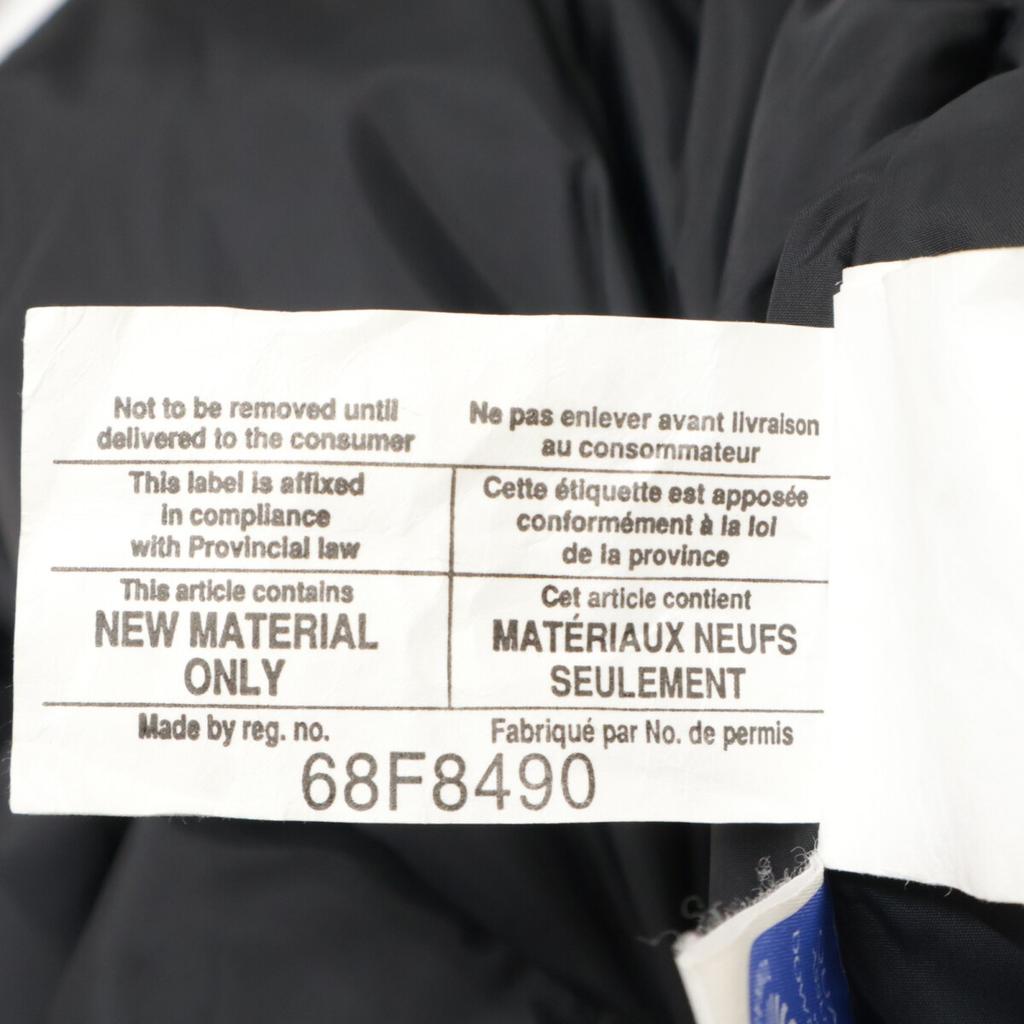 Not to be removed until
delivered to the consumer
Ne pas enlever avant livraison
au consommateur
This label is affixed
in compliance
with Provincial law
Cette étiquette est apposée
conformément à la loi
de la province
This article contains
NEW MATERIAL
ONLY
Cet article contient
MATÉRIAUX NEUFS
SEULEMENT
Made by reg. no.
Fabriqué par No. de permis
68F8490